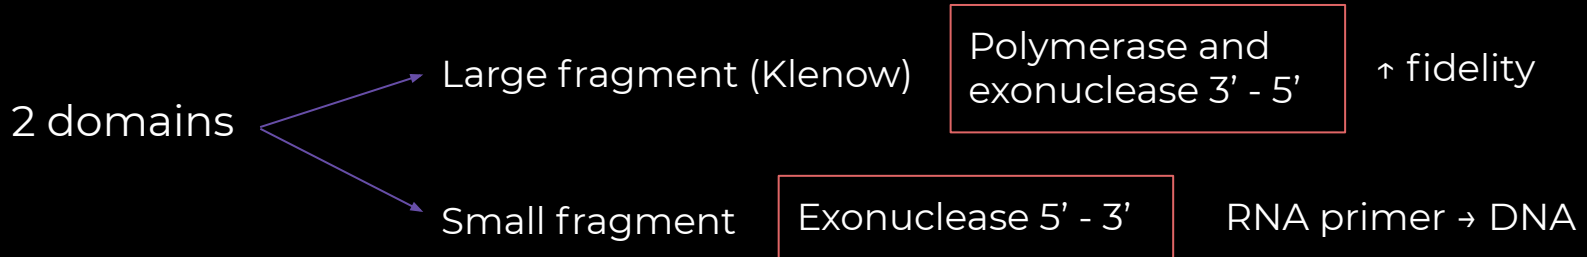 2 domains
Large fragment (Klenow)
Polymerase and
exonuclease 3’ - 5’
↑ fidelity
Small fragment
Exonuclease 5’ - 3’
RNA primer → DNA